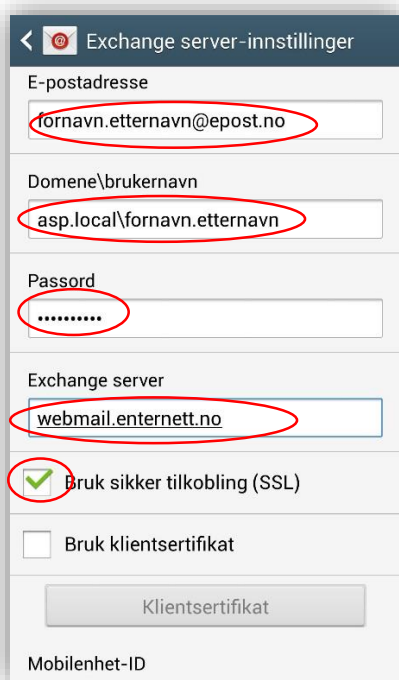 Exchange server-innstillinger
E-postadresse
fornavn.etternavn@epost.no
Domene\brukernavn
asp.local\fornavn.etternavn
Passord
••••••••••
Exchange server
webmail.enternett.no
Bruk sikker tilkobling (SSL)
Bruk klientsertifikat
Klientsertifikat
Mobilenhet-ID